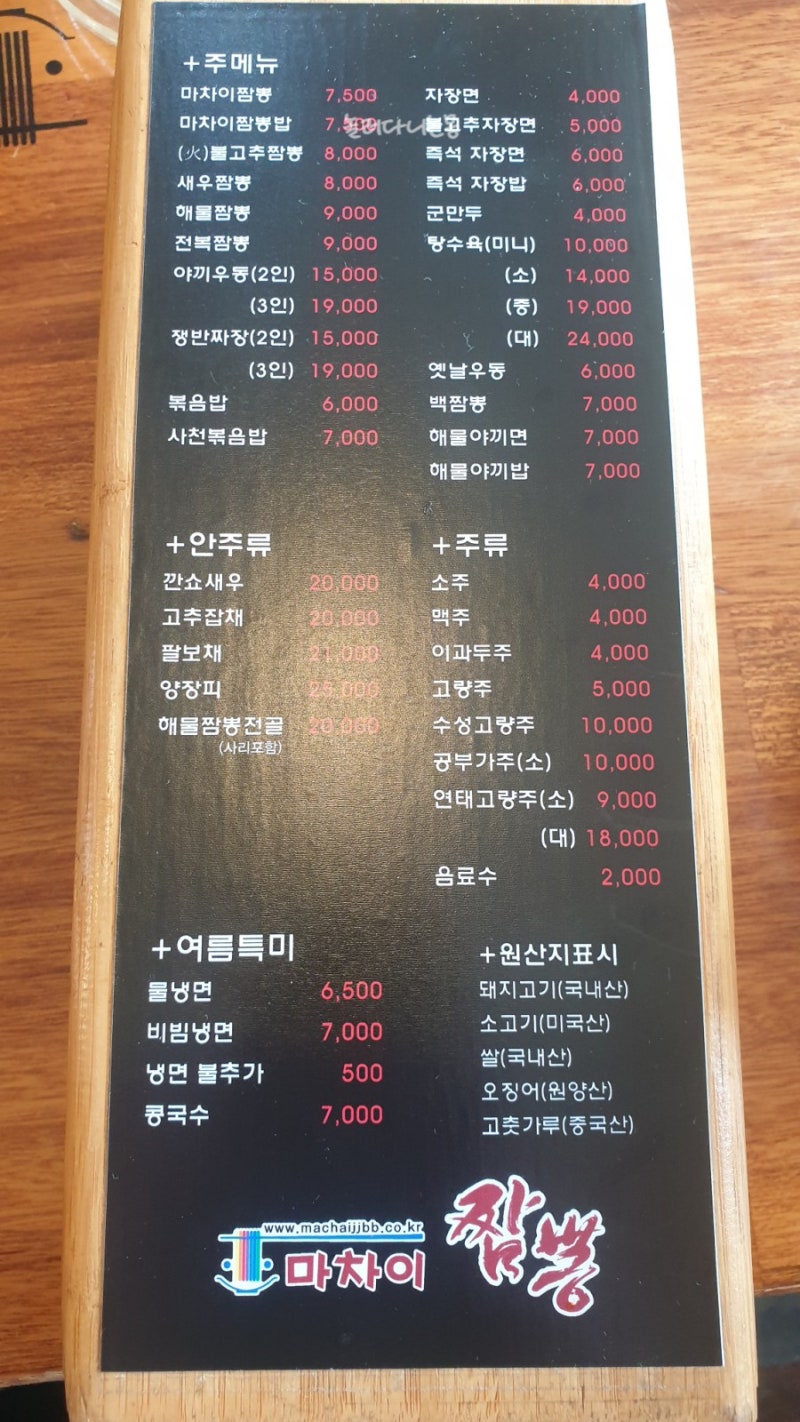 +주메뉴
마차이짬뽕 7,500
마차이짬뽕밥 7,500
(火)불고추짬뽕 8,000
새우짬뽕 8,000
해물짬뽕 9,000
전복짬뽕 9,000
야끼우동(2인) 15,000
(3인) 19,000
쟁반짜장(2인) 15,000
(3인) 19,000
볶음밥 6,000
사천볶음밥 7,000
자장면 4,000
불고추자장면 5,000
즉석 자장면 6,000
즉석 자장밥 6,000
군만두 4,000
탕수육(미니) 10,000
(소) 14,000
(중) 19,000
(대) 24,000
옛날우동 6,000
백짬뽕 7,000
해물야끼면 7,000
해물야끼밥 7,000
+안주류
깐쇼새우 20,000
고추잡채 20,000
팔보채 21,000
양장피 25,000
해물짬뽕전골 20,000
(사리포함)
+주류
소주 4,000
맥주 4,000
이과두주 4,000
고량주 5,000
수성고량주 10,000
공부가주(소) 10,000
연태고량주(소) 9,000
(대) 18,000
음료수 2,000
+여름특미
물냉면 6,500
비빔냉면 7,000
냉면 불추가 500
콩국수 7,000
+원산지표시
돼지고기(국내산)
소고기(미국산)
쌀(국내산)
오징어(원양산)
고춧가루(중국산)
www.machaijjbb.co.kr
마차이
짬뽕